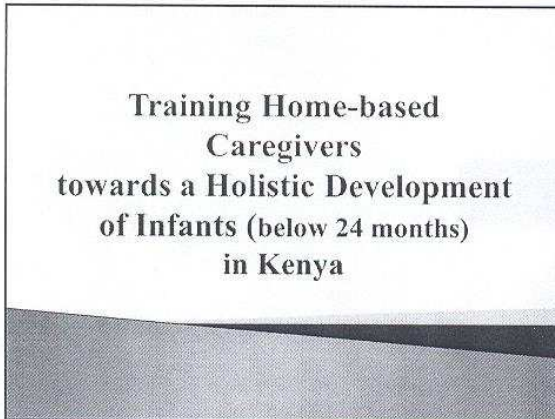 Training Home-based
Caregivers
towards a Holistic Development
of Infants (below 24 months)
in Kenya